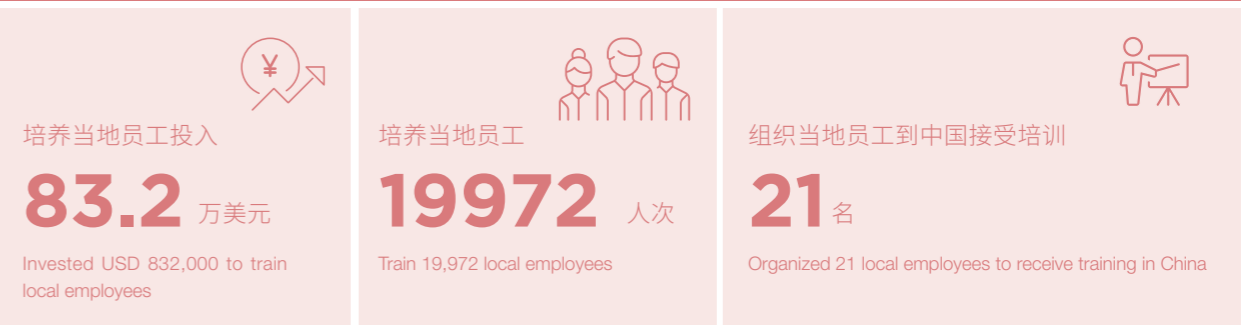 ¥
培养当地员工投入
83.2 万美元
Invested USD 832,000 to train
local employees
培养当地员工
19972 人次
Train 19,972 local employees
组织当地员工到中国接受培训
21 名
Organized 21 local employees to receive training in China